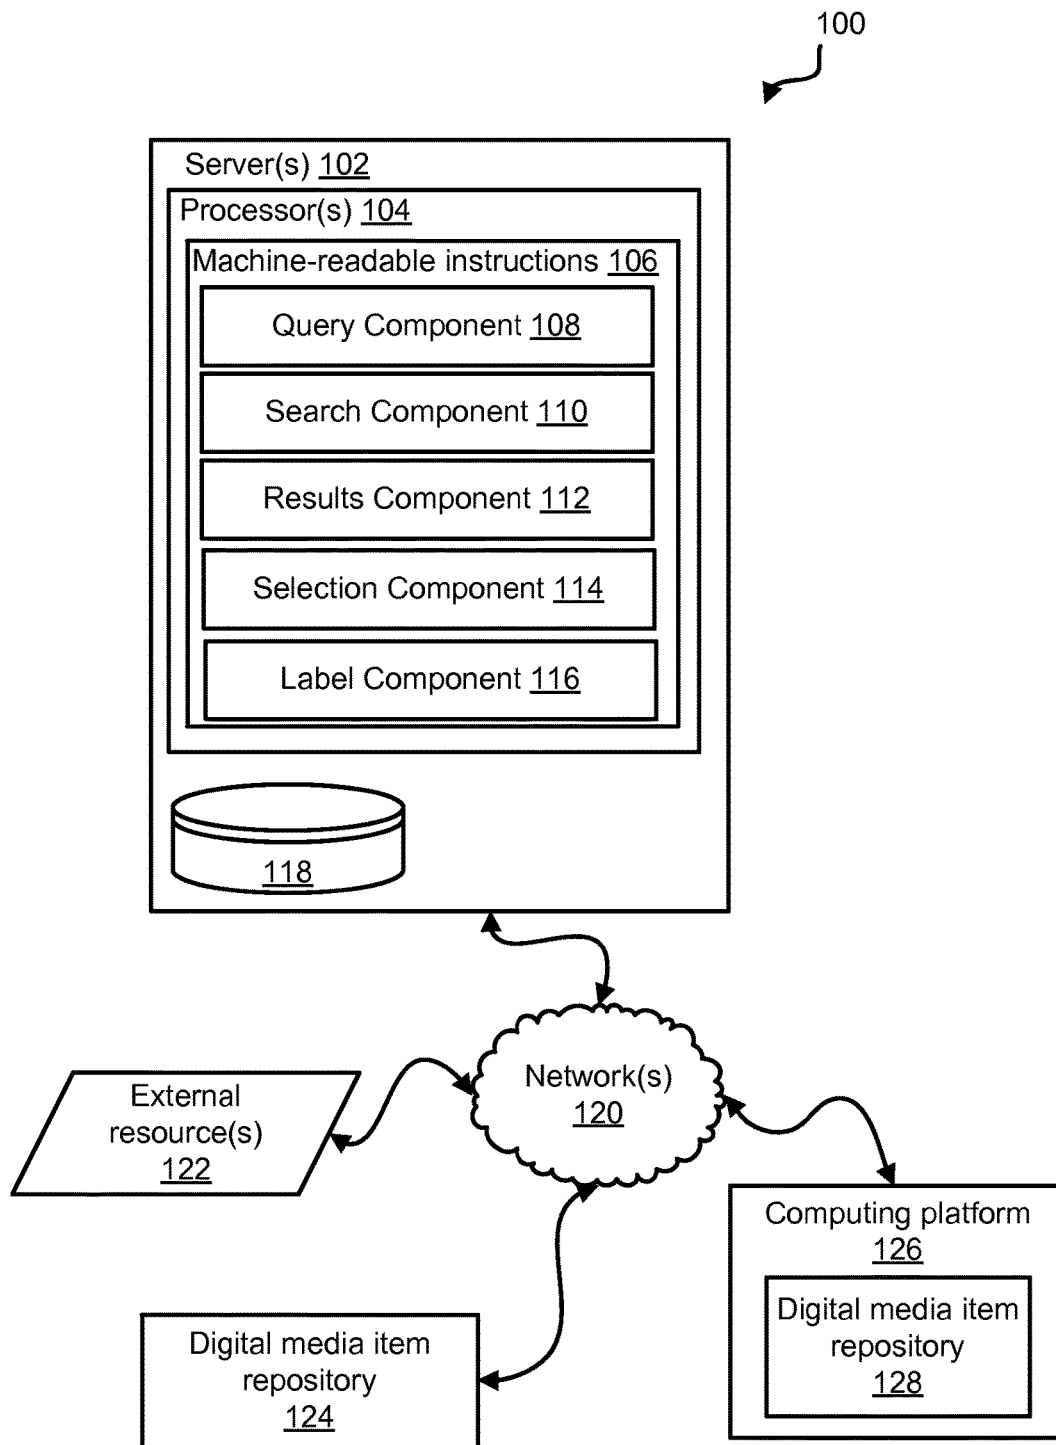 100
Server(s) 102
Processor(s) 104
Machine-readable instructions 106
Query Component 108
Search Component 110
Results Component 112
Selection Component 114
Label Component 116
118
Network(s)
120
External
resource(s)
122
Computing platform
126
Digital media item
repository
128
Digital media item
repository
124